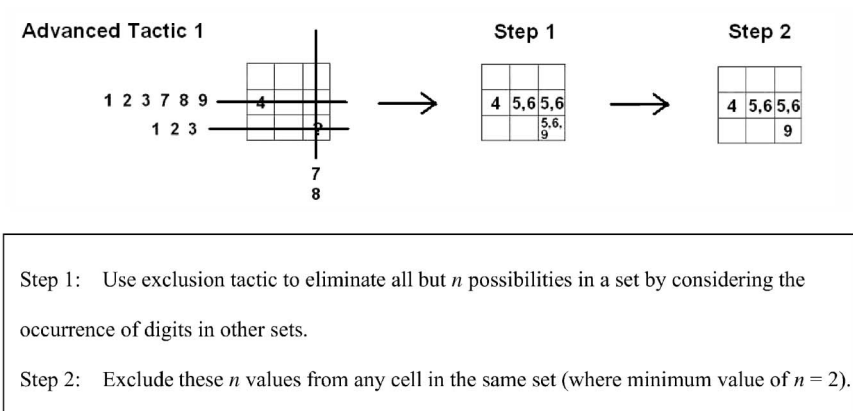 Advanced Tactic 1
Step 1
Step 2
1 2 3 7 8 9
4
4 5,6 5,6
4 5,6 5,6
1 2 3
?
5,6,
9
9
7
8
Step 1: Use exclusion tactic to eliminate all but n possibilities in a set by considering the
occurrence of digits in other sets.
Step 2: Exclude these n values from any cell in the same set (where minimum value of n = 2).